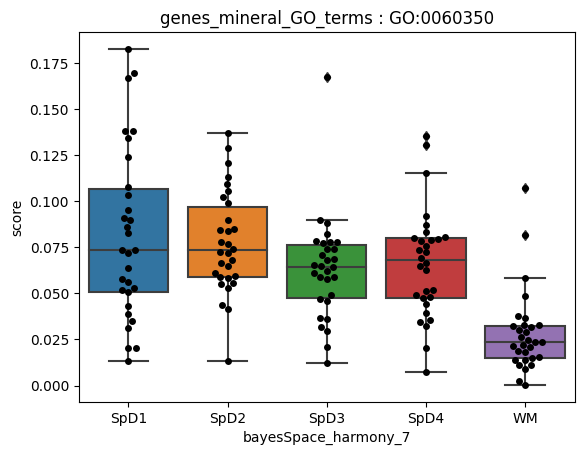 genes_mineral_GO_terms : GO:0060350
0.175
0.150
0.125
0.100
0.075
0.050
0.025
0.000
score
SpD1 SpD2 SpD3 SpD4 WM
bayesSpace_harmony_7